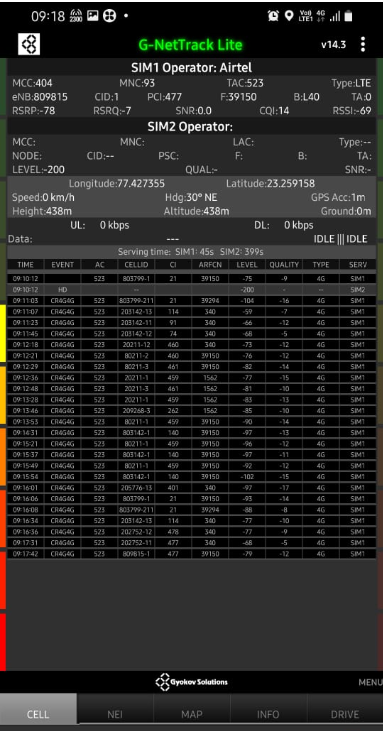 09:18
G-NetTrack Lite v14.3
SIM1 Operator: Airtel
MCC:404 MNC:93 TAC:523 Type:LTE
eNB:809815 CID:1 PCI:477 F:39150 B:L40 TA:0
RSRP:-78 RSRQ:-7 SNR:0.0 CQI:14 RSSI:-69
SIM2 Operator:
MCC: MNC: LAC: Type:--
NODE: CID:-- PSC: F: B: TA:
LEVEL:-200 QUAL:- SNR:-
Longitude:77.427355 Latitude:23.259158
Speed:0 km/h Hdg:30° NE GPS Acc:1m
Height:438m Altitude:438m Ground:0m
UL: 0 kbps DL: 0 kbps
Data: --- IDLE ||| IDLE
Serving time: SIM1: 45s SIM2: 399s
TIME EVENT AC CELLID CI ARFCN LEVEL QUALITY TYPE SERV
09:10:12 523 803799-1 21 39150 -75 -9 4G SIM1
09:10:12 HD -- -200 - -- SIM2
09:11:03 CR4G4G 523 803799-211 21 39294 -104 -16 4G SIM1
09:11:07 CR4G4G 523 203142-13 114 340 -59 -7 4G SIM1
09:11:23 CR4G4G 523 203142-11 91 340 -66 -12 4G SIM1
09:11:45 CR4G4G 523 203142-12 74 340 -68 -5 4G SIM1
09:12:18 CR4G4G 523 20211-12 460 340 -73 -12 4G SIM1
09:12:21 CR4G4G 523 80211-2 460 39150 -76 -12 4G SIM1
09:12:29 CR4G4G 523 80211-3 461 39150 -82 -14 4G SIM1
09:12:36 CR4G4G 523 20211-1 459 1562 -77 -15 4G SIM1
09:12:48 CR4G4G 523 20211-3 461 1562 -82 -10 4G SIM1
09:13:28 CR4G4G 523 20211-1 459 1562 -83 -13 4G SIM1
09:13:46 CR4G4G 523 209268-3 262 1562 -85 -10 4G SIM1
09:13:53 CR4G4G 523 80211-1 459 39150 -90 -14 4G SIM1
09:14:31 CR4G4G 523 803142-1 140 39150 -97 -13 4G SIM1
09:15:21 CR4G4G 523 80211-1 459 39150 -96 -12 4G SIM1
09:15:37 CR4G4G 523 803142-1 140 39150 -97 -11 4G SIM1
09:15:49 CR4G4G 523 80211-1 459 39150 -92 -12 4G SIM1
09:15:54 CR4G4G 523 803142-1 140 39150 -102 -15 4G SIM1
09:16:01 CR4G4G 523 205776-13 401 340 -97 -17 4G SIM1
09:16:06 CR4G4G 523 803799-1 21 39150 -93 -14 4G SIM1
09:16:08 CR4G4G 523 803799-211 21 39294 -88 -8 4G SIM1
09:16:34 CR4G4G 523 203142-13 114 340 -77 -10 4G SIM1
09:16:36 CR4G4G 523 202752-12 478 340 -77 -9 4G SIM1
09:17:31 CR4G4G 523 202752-11 477 340 -68 -5 4G SIM1
09:17:42 CR4G4G 523 809815-1 477 39150 -79 -12 4G SIM1
Gyokov Solutions MENU
CELL NEI MAP INFO DRIVE